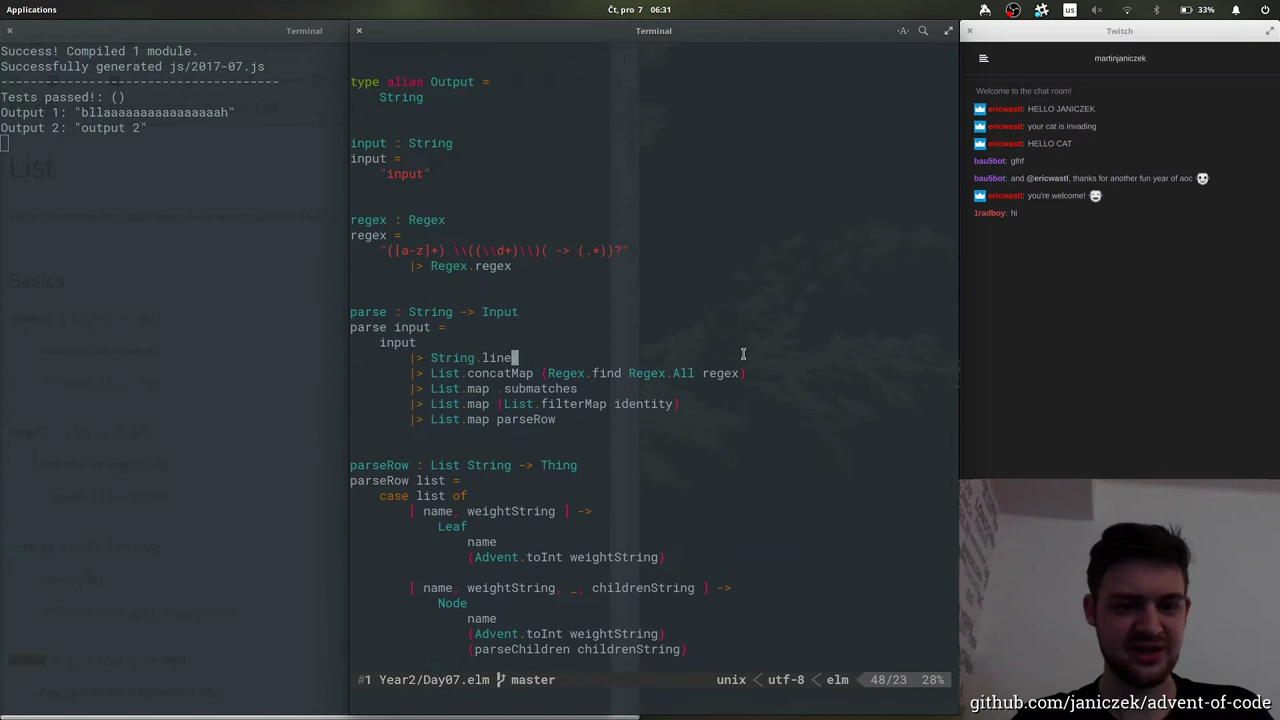 Applications
Čt, pro 7 06:31
us
33%
Terminal
Success! Compiled 1 module.
Successfully generated js/2017-07.js
--------------------------------------
Tests passed!: ()
Output 1: "bllaaaaaaaaaaaaaaaaah"
Output 2: "output 2"
List
Basics
Terminal
type alias Output =
String
input : String
input =
"input"
regex : Regex
regex =
"([a-z]+) \\((\\d+)\\)( -> (.*))?"
|> Regex.regex
parse : String -> Input
parse input =
input
|> String.line
|> List.concatMap (Regex.find Regex.All regex)
|> List.map .submatches
|> List.map (List.filterMap identity)
|> List.map parseRow
parseRow : List String -> Thing
parseRow list =
case list of
[ name, weightString ] ->
Leaf
name
(Advent.toInt weightString)
[ name, weightString, _, childrenString ] ->
Node
name
(Advent.toInt weightString)
(parseChildren childrenString)
#1 Year2/Day07.elm master
unix < utf-8 < elm 48/23 28%
Twitch
martinjaniczek
Welcome to the chat room!
ericwastl: HELLO JANICZEK
ericwastl: your cat is invading
ericwastl: HELLO CAT
bau5bot: glhf
bau5bot: and @ericwastl, thanks for another fun year of aoc
ericwastl: you're welcome!
1radboy: hi
github.com/janiczek/advent-of-code